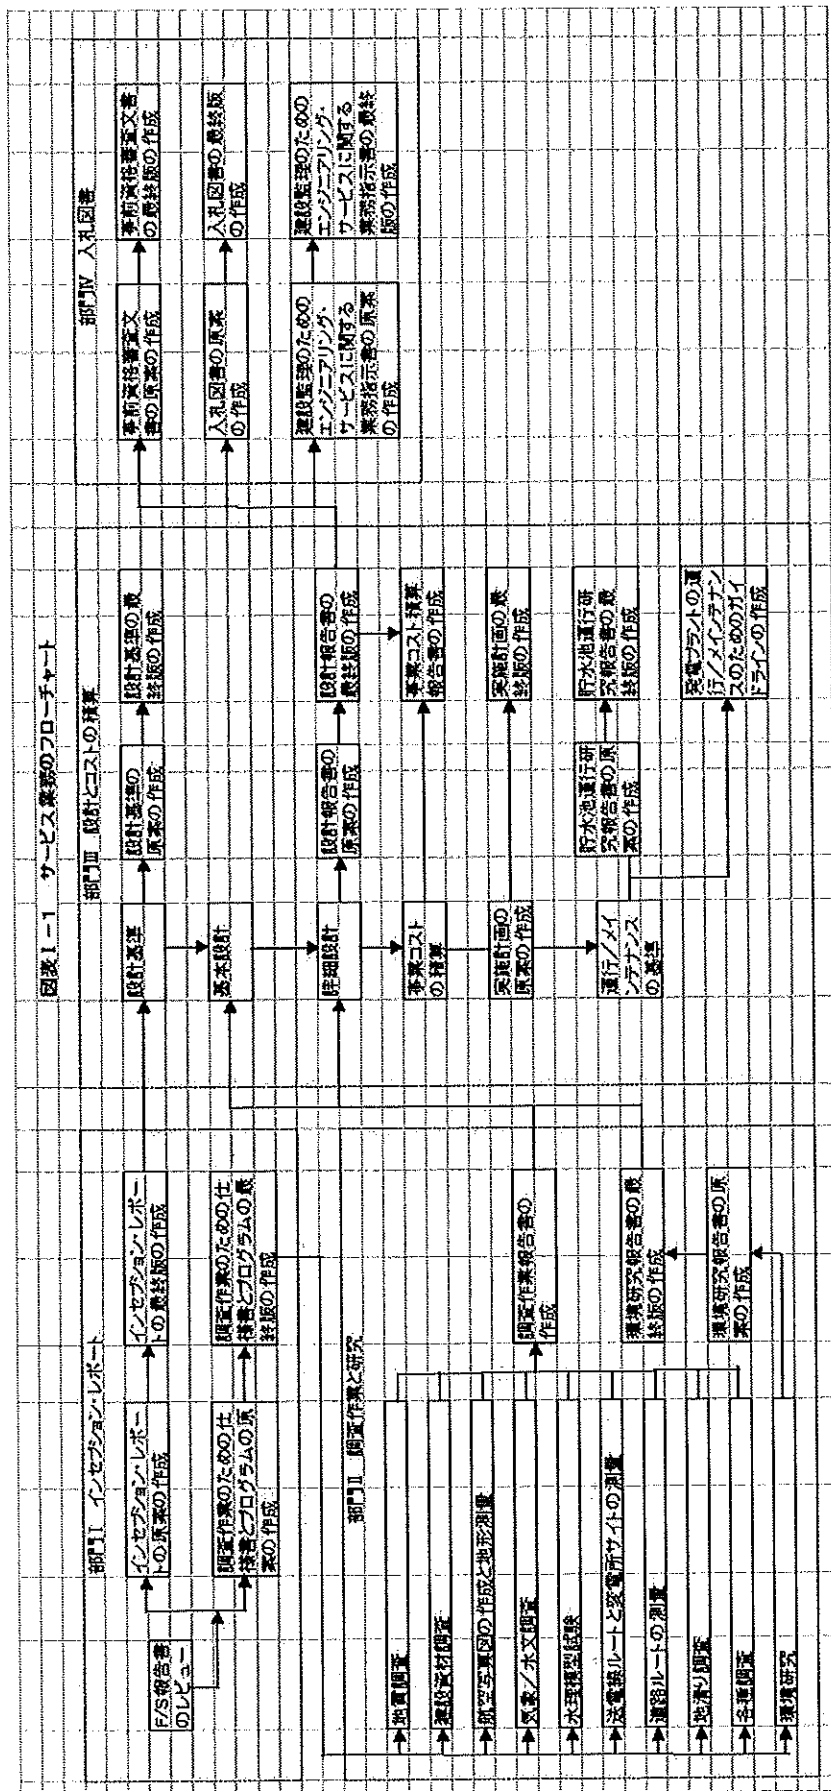 図表Ⅰ-1　サービス業務のフローチャート
部門Ⅰ　インセプション・レポート
F/S報告書
のレビュー
インセプション・レポー
トの原案の作成
インセプション・レポー
トの最終版の作成
調査作業のための仕
様書とプログラムの原
案の作成
調査作業のための仕
様書とプログラムの最
終版の作成
部門Ⅱ　調査作業と研究
地質調査
建設資材調査
航空写真図の作成と地形測量
気象/水文調査
水理模型試験
送電線ルートと変電所サイトの測量
道路ルートの測量
地滑り調査
各種調査
環境研究
調査作業報告書の
作成
環境研究報告書の最
終版の作成
環境研究報告書の原
案の作成
部門Ⅲ　設計とコストの積算
設計基準
設計基準の
原案の作成
設計基準の最
終版の作成
基本設計
詳細設計
設計報告書の
原案の作成
設計報告書の
最終版の作成
事業コスト
の積算
事業コスト積算
報告書の作成
実施計画の
原案の作成
実施計画の最
終版の作成
運行/メイ
ンテナンス
の基準
貯水池運行研
究報告書の原
案の作成
貯水池運行研
究報告書の最
終版の作成
発電プラントの運
行/メインテナン
スのためのガイ
ドラインの作成
部門Ⅳ　入札図書
事前資格審査文
書の原案の作成
事前資格審査文書
の最終版の作成
入札図書の原案
の作成
入札図書の最終版
の作成
建設監理のための
エンジニアリング・
サービスに関する
業務指示書の原案
の作成
建設監理のための
エンジニアリング・
サービスに関する
業務指示書の最終
版の作成